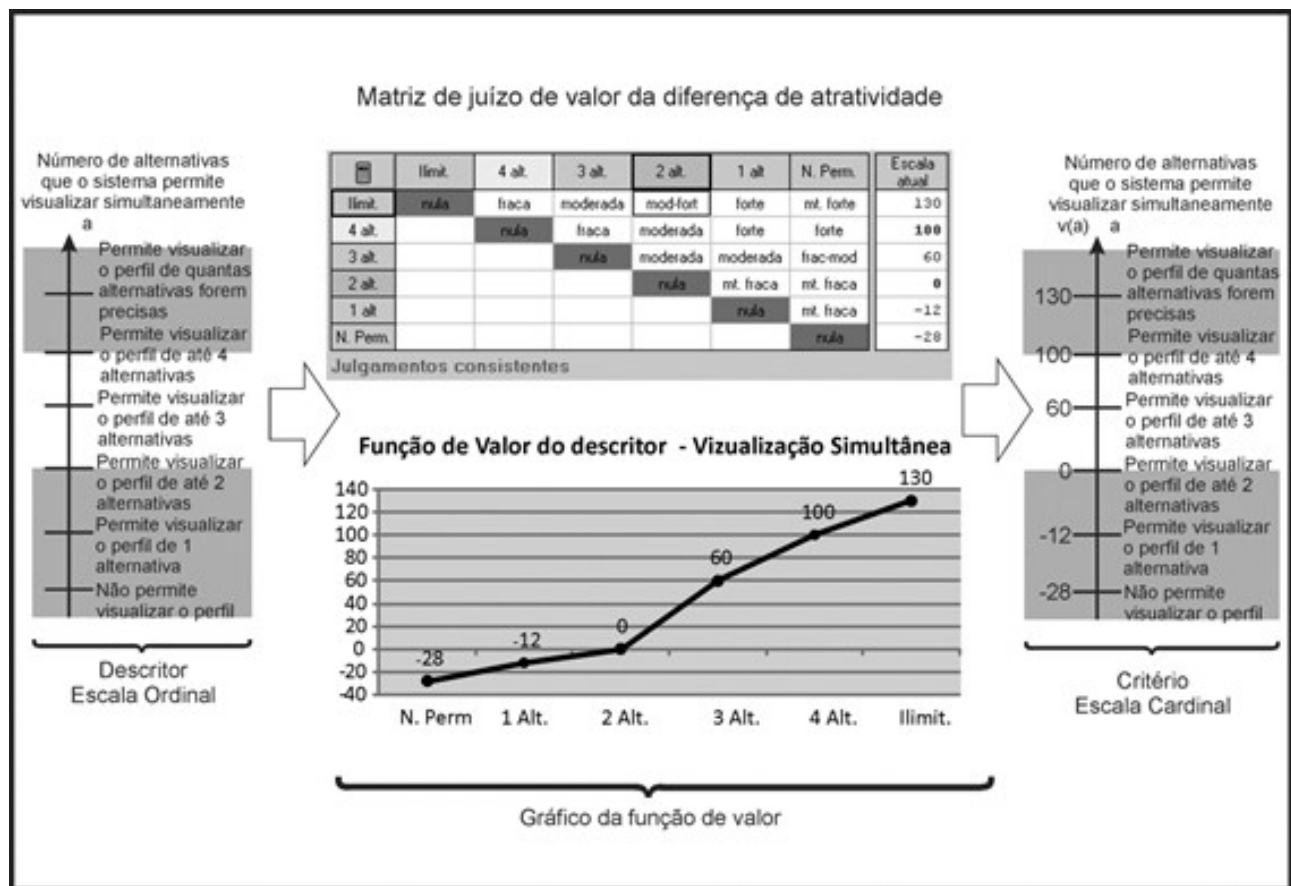 Matriz de juízo de valor da diferença de atratividade
Número de alternativas
que o sistema permite
visualizar simultaneamente
a
Permite visualizar
o perfil de quantas
alternativas forem
precisas
Permite visualizar
o perfil de até 4
alternativas
Permite visualizar
o perfil de até 3
alternativas
Permite visualizar
o perfil de até 2
alternativas
Permite visualizar
o perfil de 1
alternativa
Não permite
visualizar o perfil
Descritor
Escala Ordinal
Ilimit. 4 alt. 3 alt. 2 alt. 1 alt N. Perm. Escala
atual
Ilimit. nula fraca moderada mod-fort forte mt. forte 130
4 alt. nula fraca moderada forte forte 100
3 alt. nula moderada moderada frac-mod 60
2 alt. nula mt. fraca mt. fraca 0
1 alt nula mt. fraca -12
N. Perm. nula -28
Julgamentos consistentes
Função de Valor do descritor - Vizualização Simultânea
140
120
100
80
60
40
20
0
-20
-40
-28
-12
0
60
100
130
N. Perm 1 Alt. 2 Alt. 3 Alt. 4 Alt. Ilimit.
Gráfico da função de valor
Número de alternativas
que o sistema permite
visualizar simultaneamente
v(a) a
130
100
60
0
-12
-28
Permite visualizar
o perfil de quantas
alternativas forem
precisas
Permite visualizar
o perfil de até 4
alternativas
Permite visualizar
o perfil de até 3
alternativas
Permite visualizar
o perfil de até 2
alternativas
Permite visualizar
o perfil de 1
alternativa
Não permite
visualizar o perfil
Critério
Escala Cardinal